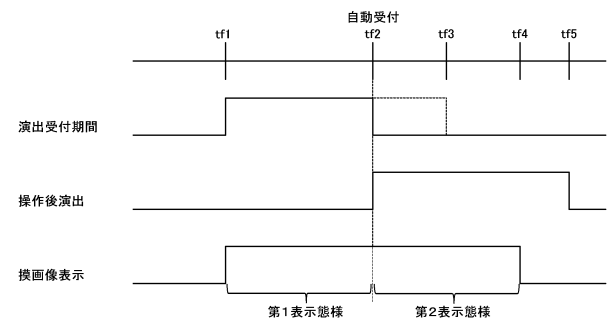 自動受付
tf1 tf2 tf3 tf4 tf5
演出受付期間
操作後演出
摸画像表示
第1表示態様 第2表示態様